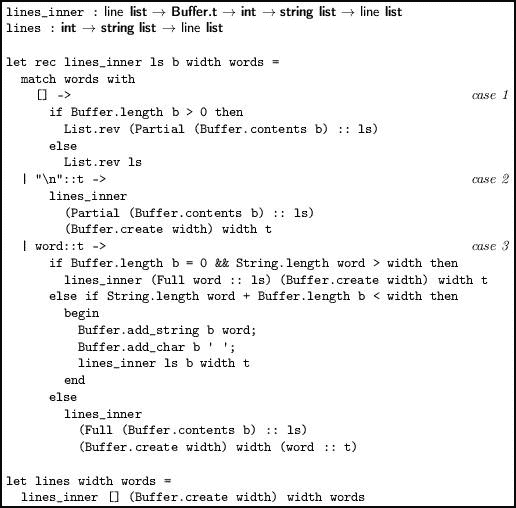 lines_inner : line list → Buffer.t → int → string list → line list
lines : int → string list → line list
let rec lines_inner ls b width words =
match words with
[] -> case 1
if Buffer.length b > 0 then
List.rev (Partial (Buffer.contents b) :: ls)
else
List.rev ls
| "\n"::t -> case 2
lines_inner
(Partial (Buffer.contents b) :: ls)
(Buffer.create width) width t
| word::t -> case 3
if Buffer.length b = 0 && String.length word > width then
lines_inner (Full word :: ls) (Buffer.create width) width t
else if String.length word + Buffer.length b < width then
begin
Buffer.add_string b word;
Buffer.add_char b ' ';
lines_inner ls b width t
end
else
lines_inner
(Full (Buffer.contents b) :: ls)
(Buffer.create width) width (word :: t)
let lines width words =
lines_inner [] (Buffer.create width) width words